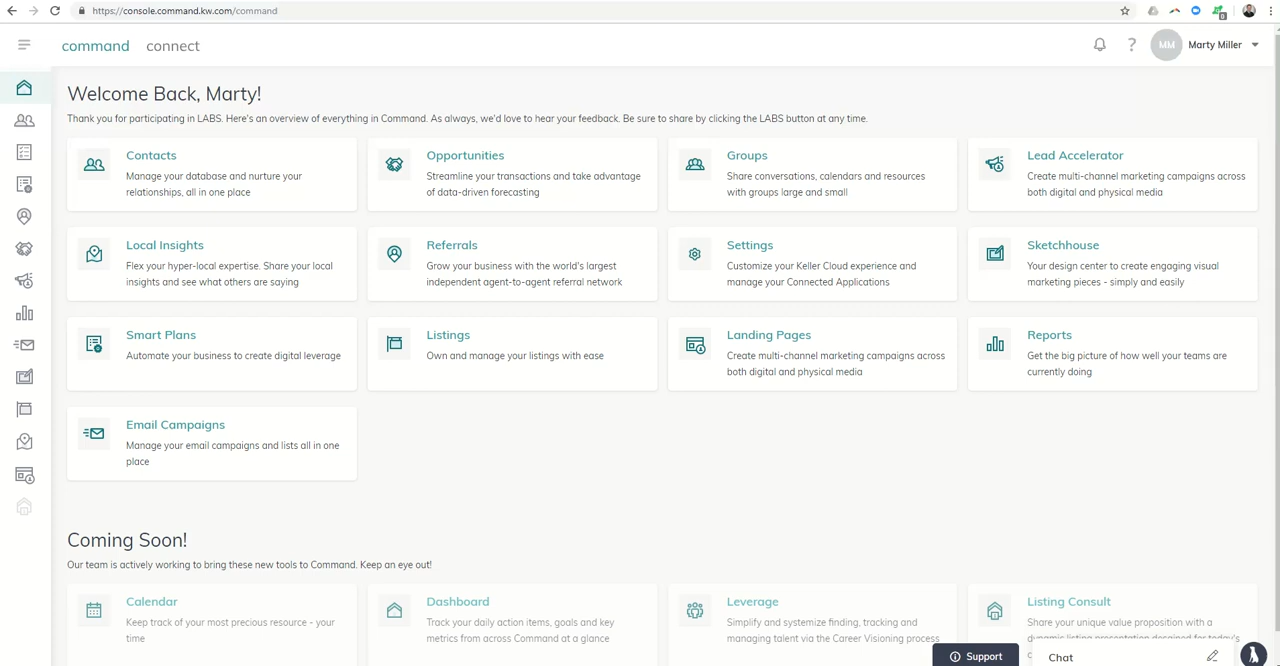 https://console.command.kw.com/command
command connect
MM Marty Miller
Welcome Back, Marty!
Thank you for participating in LABS. Here's an overview of everything in Command. As always, we'd love to hear your feedback. Be sure to share by clicking the LABS button at any time.
Contacts
Manage your database and nurture your
relationships, all in one place
Opportunities
Streamline your transactions and take advantage
of data-driven forecasting
Groups
Share conversations, calendars and resources
with groups large and small
Lead Accelerator
Create multi-channel marketing campaigns across
both digital and physical media
Local Insights
Flex your hyper-local expertise. Share your local
insights and see what others are saying
Referrals
Grow your business with the world's largest
independent agent-to-agent referral network
Settings
Customize your Keller Cloud experience and
manage your Connected Applications
Sketchhouse
Your design center to create engaging visual
marketing pieces - simply and easily
Smart Plans
Automate your business to create digital leverage
Listings
Own and manage your listings with ease
Landing Pages
Create multi-channel marketing campaigns across
both digital and physical media
Reports
Get the big picture of how well your teams are
currently doing
Email Campaigns
Manage your email campaigns and lists all in one
place
Coming Soon!
Our team is actively working to bring these new tools to Command. Keep an eye out!
Calendar
Keep track of your most precious resource - your
time
Dashboard
Track your daily action items, goals and key
metrics from across Command at a glance
Leverage
Simplify and systemize finding, tracking and
managing talent via the Career Visioning process
Listing Consult
Share your unique value proposition with a
dynamic listing presentation designed for today's
Support
Chat